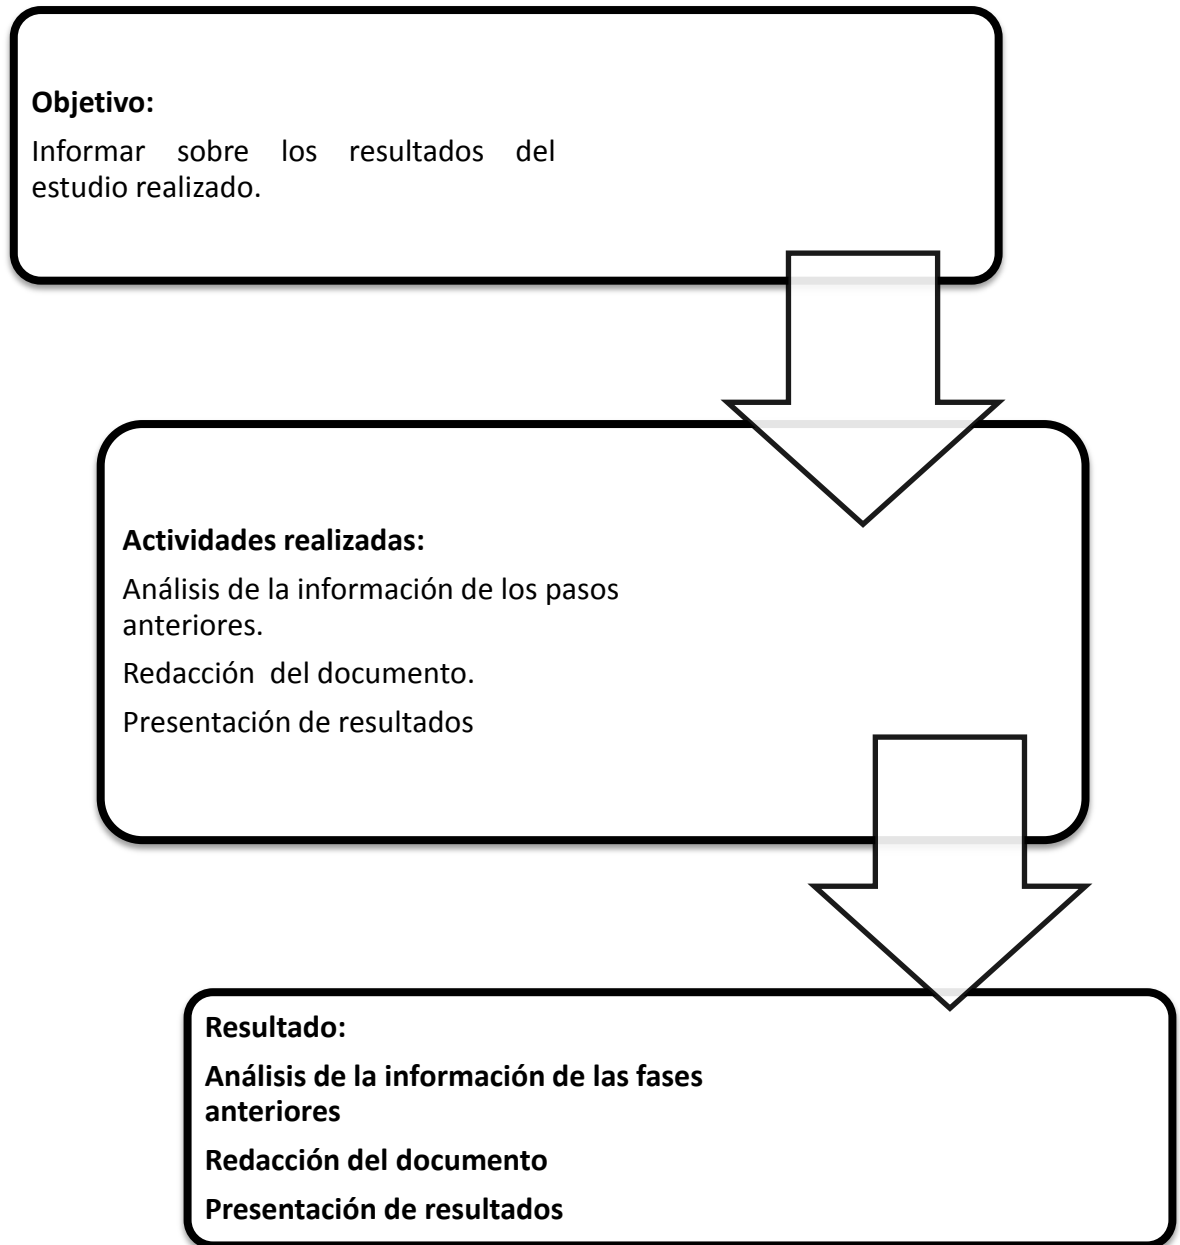 Objetivo:
Informar sobre los resultados del
estudio realizado.
Actividades realizadas:
Análisis de la información de los pasos
anteriores.
Redacción  del documento.
Presentación de resultados
Resultado:
Análisis de la información de las fases
anteriores
Redacción del documento
Presentación de resultados